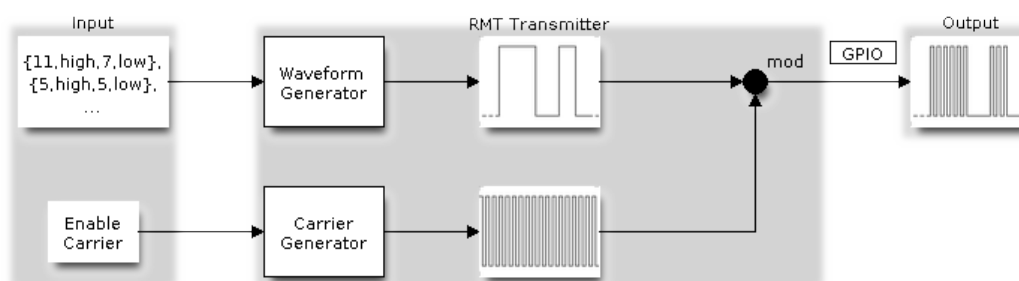 Input
RMT Transmitter
Output
{11,high,7,low},
{5,high,5,low},
...
Waveform
Generator
mod
GPIO
Enable
Carrier
Carrier
Generator